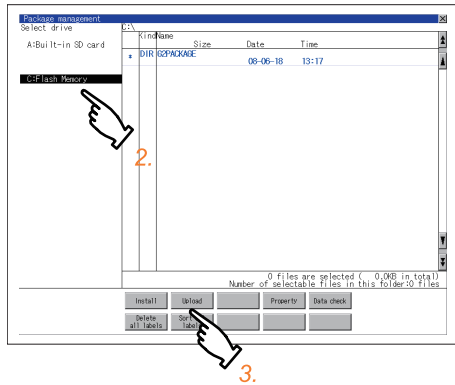 Package management
Select drive
C:\
Kind Name
Size Date Time
A:Built-in SD card
* DIR G2PACKAGE
08-06-18 13:17
C:Flash Memory
2.
0 files are selected ( 0.0KB in total)
Number of selectable files in this folder:0 files
Install Upload Property Data check
Delete all labels
Sort label
3.